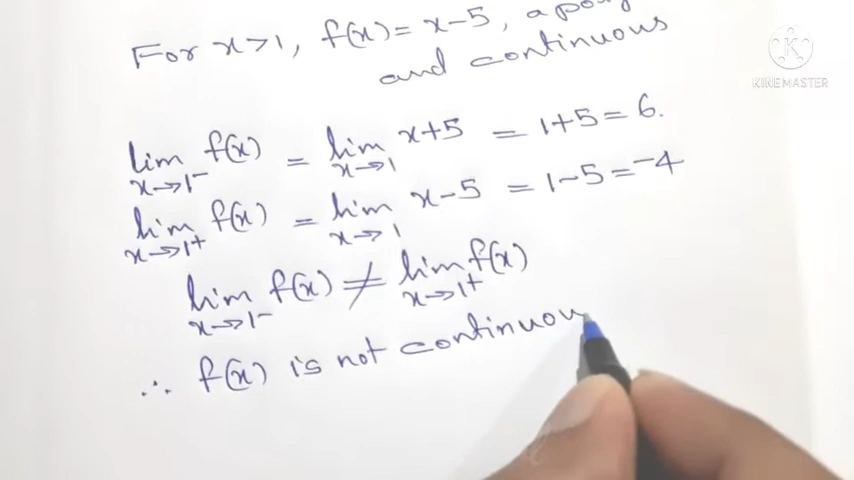 For x>1, f(x) = x-5, a poly
and continuous
lim x→1⁻ f(x) = lim x→1 x+5 = 1+5 = 6.
lim x→1⁺ f(x) = lim x→1 x-5 = 1-5 = -4
lim x→1⁻ f(x) ≠ lim x→1⁺ f(x)
∴ f(x) is not continuou
KINEMASTER